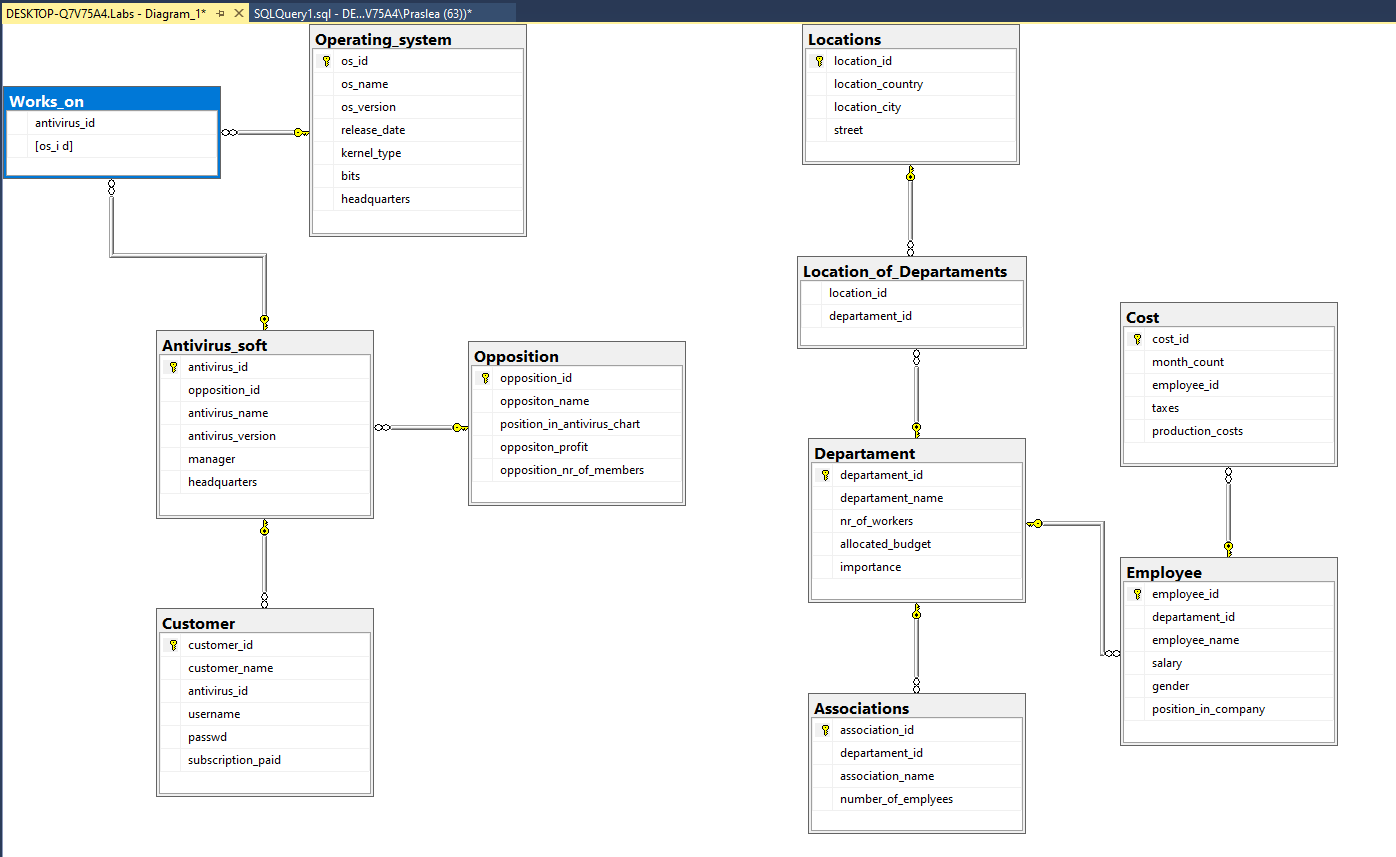 DESKTOP-Q7V75A4.Labs - Diagram_1*
SQLQuery1.sql - DE...V75A4\Praslea (63))*
Operating_system
os_id
os_name
os_version
release_date
kernel_type
bits
headquarters
Works_on
antivirus_id
[os_i d]
Antivirus_soft
antivirus_id
opposition_id
antivirus_name
antivirus_version
manager
headquarters
Opposition
opposition_id
oppositon_name
position_in_antivirus_chart
oppositon_profit
opposition_nr_of_members
Customer
customer_id
customer_name
antivirus_id
username
passwd
subscription_paid
Locations
location_id
location_country
location_city
street
Location_of_Departaments
location_id
departament_id
Departament
departament_id
departament_name
nr_of_workers
allocated_budget
importance
Associations
association_id
departament_id
association_name
number_of_emplyees
Cost
cost_id
month_count
employee_id
taxes
production_costs
Employee
employee_id
departament_id
employee_name
salary
gender
position_in_company